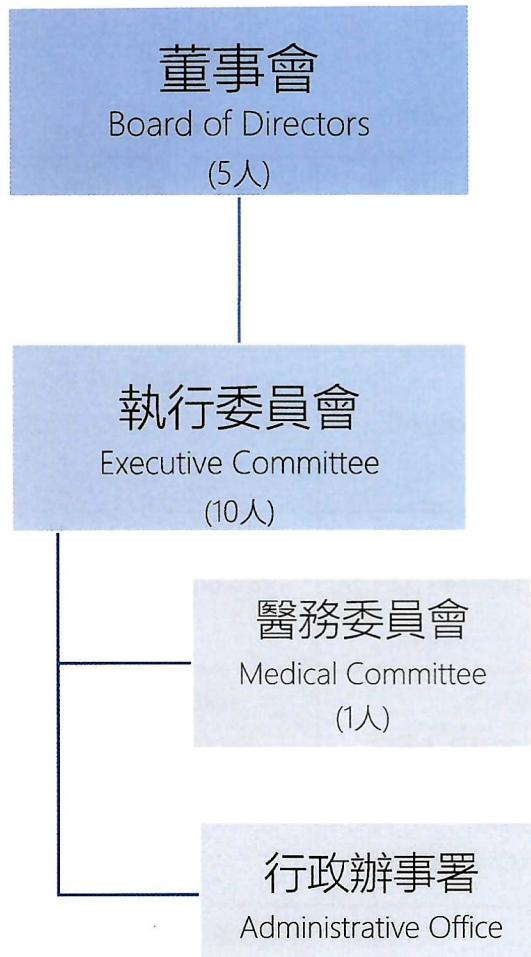 董事會
Board of Directors
(5人)
執行委員會
Executive Committee
(10人)
醫務委員會
Medical Committee
(1人)
行政辦事署
Administrative Office